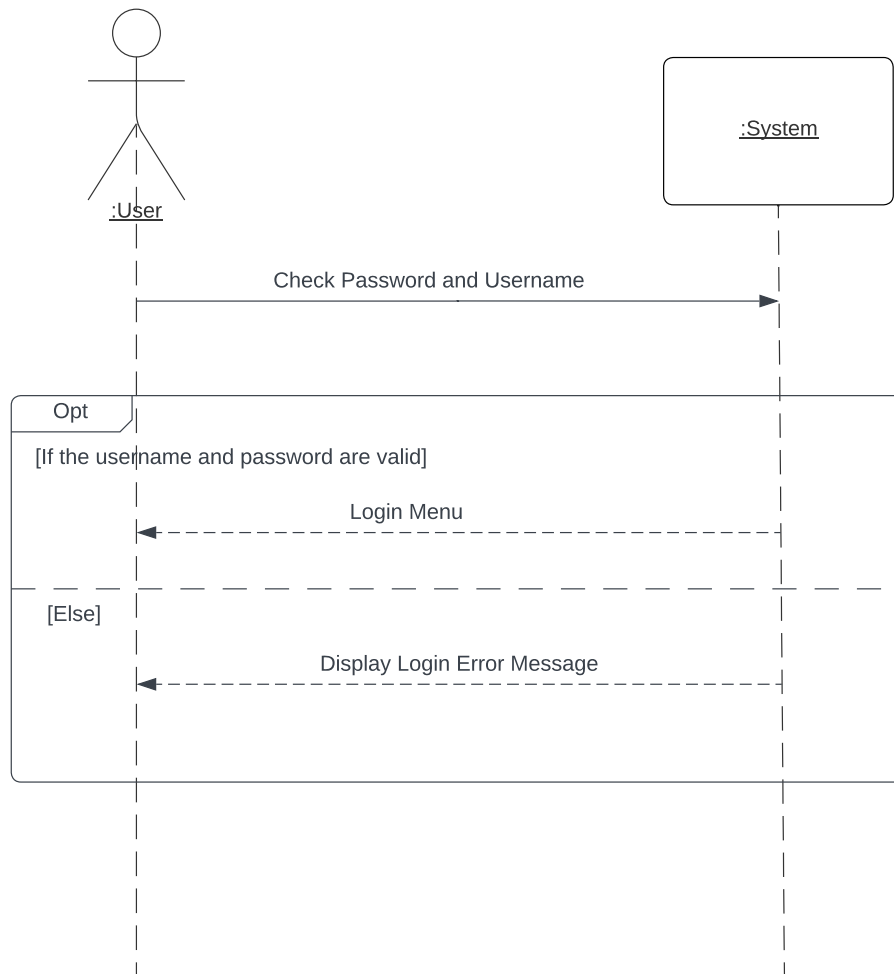 :System
:User
Check Password and Username
Opt
[If the username and password are valid]
Login Menu
[Else]
Display Login Error Message